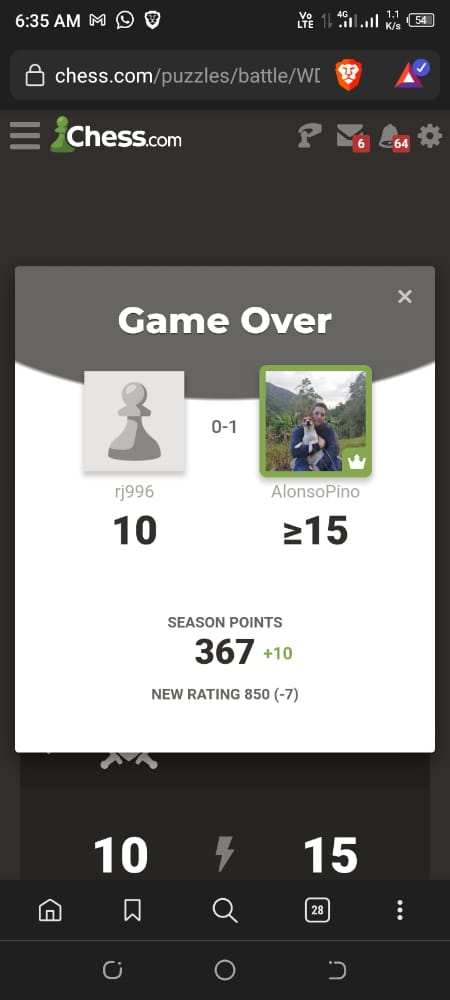 6:35 AM
Vo LTE 4G 1.1 K/s 54
chess.com/puzzles/battle/WD
Chess.com
6 64
Game Over
0-1
rj996 AlonsoPino
10 ≥15
SEASON POINTS
367 +10
NEW RATING 850 (-7)
10 15
28